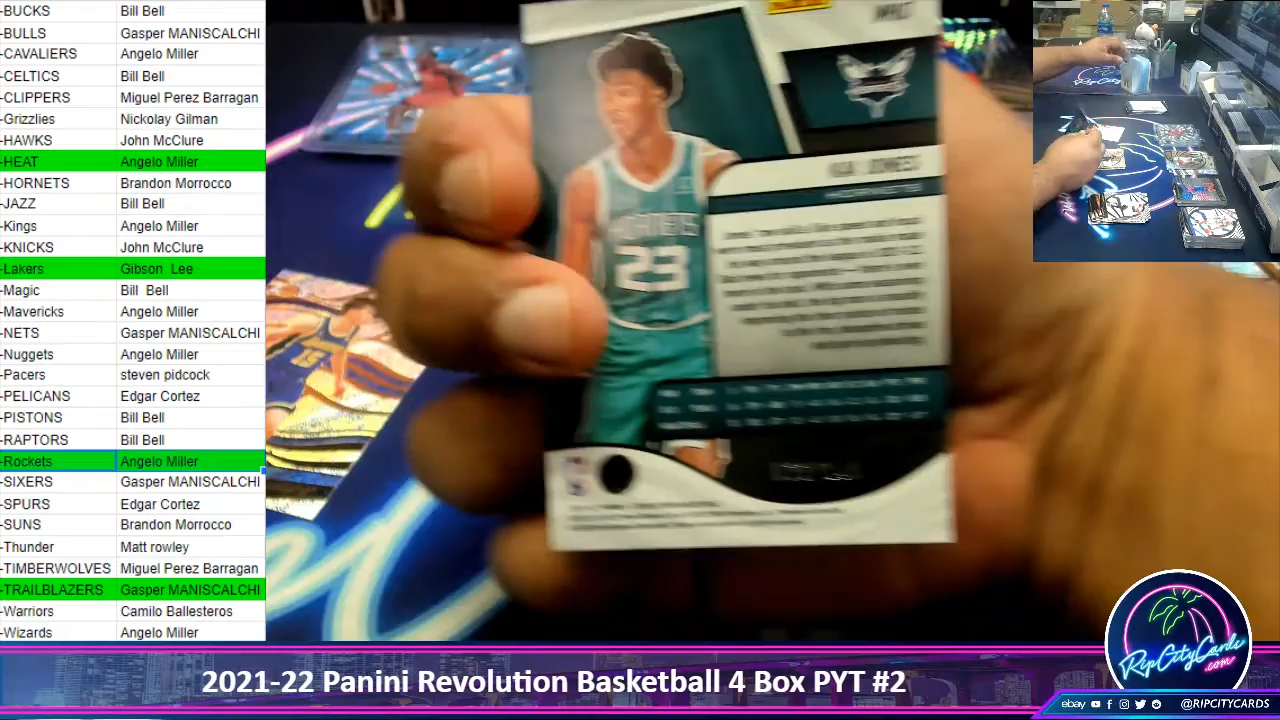 -BUCKS Bill Bell
-BULLS Gasper MANISCALCHI
-CAVALIERS Angelo Miller
-CELTICS Bill Bell
-CLIPPERS Miguel Perez Barragan
-Grizzlies Nickolay Gilman
-HAWKS John McClure
-HEAT Angelo Miller
-HORNETS Brandon Morrocco
-JAZZ Bill Bell
-Kings Angelo Miller
-KNICKS John McClure
-Lakers Gibson Lee
-Magic Bill Bell
-Mavericks Angelo Miller
-NETS Gasper MANISCALCHI
-Nuggets Angelo Miller
-Pacers steven pidcock
-PELICANS Edgar Cortez
-PISTONS Bill Bell
-RAPTORS Bill Bell
-Rockets Angelo Miller
-SIXERS Gasper MANISCALCHI
-SPURS Edgar Cortez
-SUNS Brandon Morrocco
-Thunder Matt rowley
-TIMBERWOLVES Miguel Perez Barragan
-TRAILBLAZERS Gasper MANISCALCHI
-Warriors Camilo Ballesteros
-Wizards Angelo Miller
KAI JONES
HORNETS
23
15
RipCityCards
.com
2021-22 Panini Revolution Basketball 4 Box PYT #2
ebay @RIPCITYCARDS